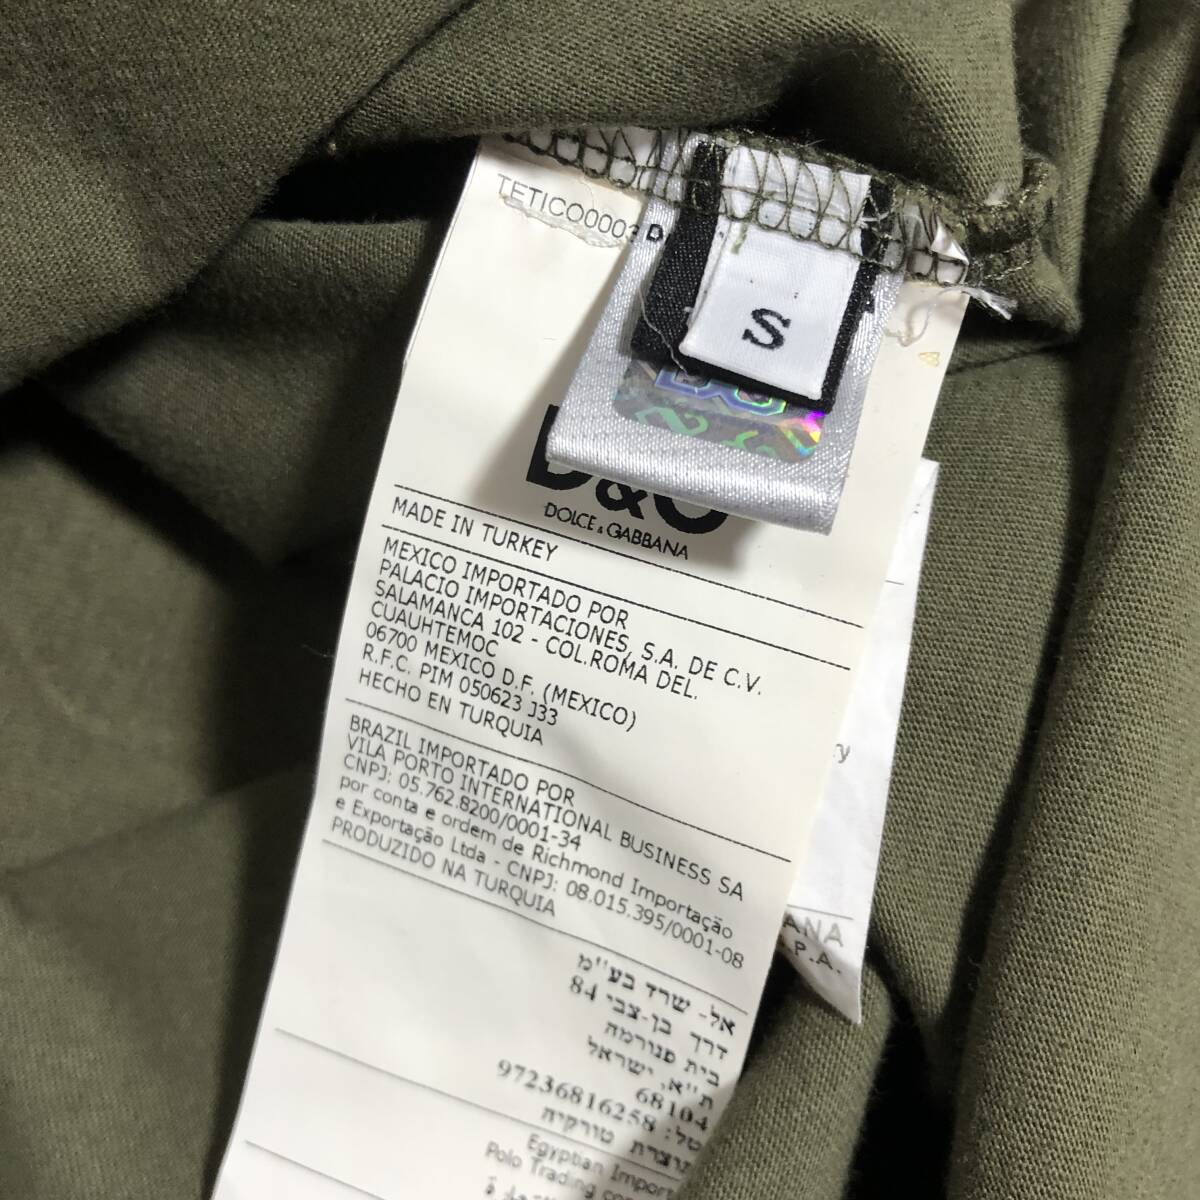 TETICO0003
D
S
D&G
DOLCE & GABBANA
MADE IN TURKEY
MEXICO IMPORTADO POR
PALACIO IMPORTACIONES, S.A. DE C.V.
SALAMANCA 102 - COL.ROMA DEL.
CUAUHTEMOC
06700 MEXICO D.F. (MEXICO)
R.F.C. PIM 050623 J33
HECHO EN TURQUIA
BRAZIL IMPORTADO POR
VILA PORTO INTERNATIONAL BUSINESS SA
CNPJ: 05.762.8200/0001-34
por conta e ordem de Richmond Importação
e Exportação Ltda - CNPJ: 08.015.395/0001-08
PRODUZIDO NA TURQUIA
אל- שרד בע"מ
דרך בן-צבי 84
בית פנורמה
ת"א, ישראל
68104
טל: 97236816258
תוצרת טורקיה
Egyptian Import
Polo Trading con
ry
ANA
.P.A.